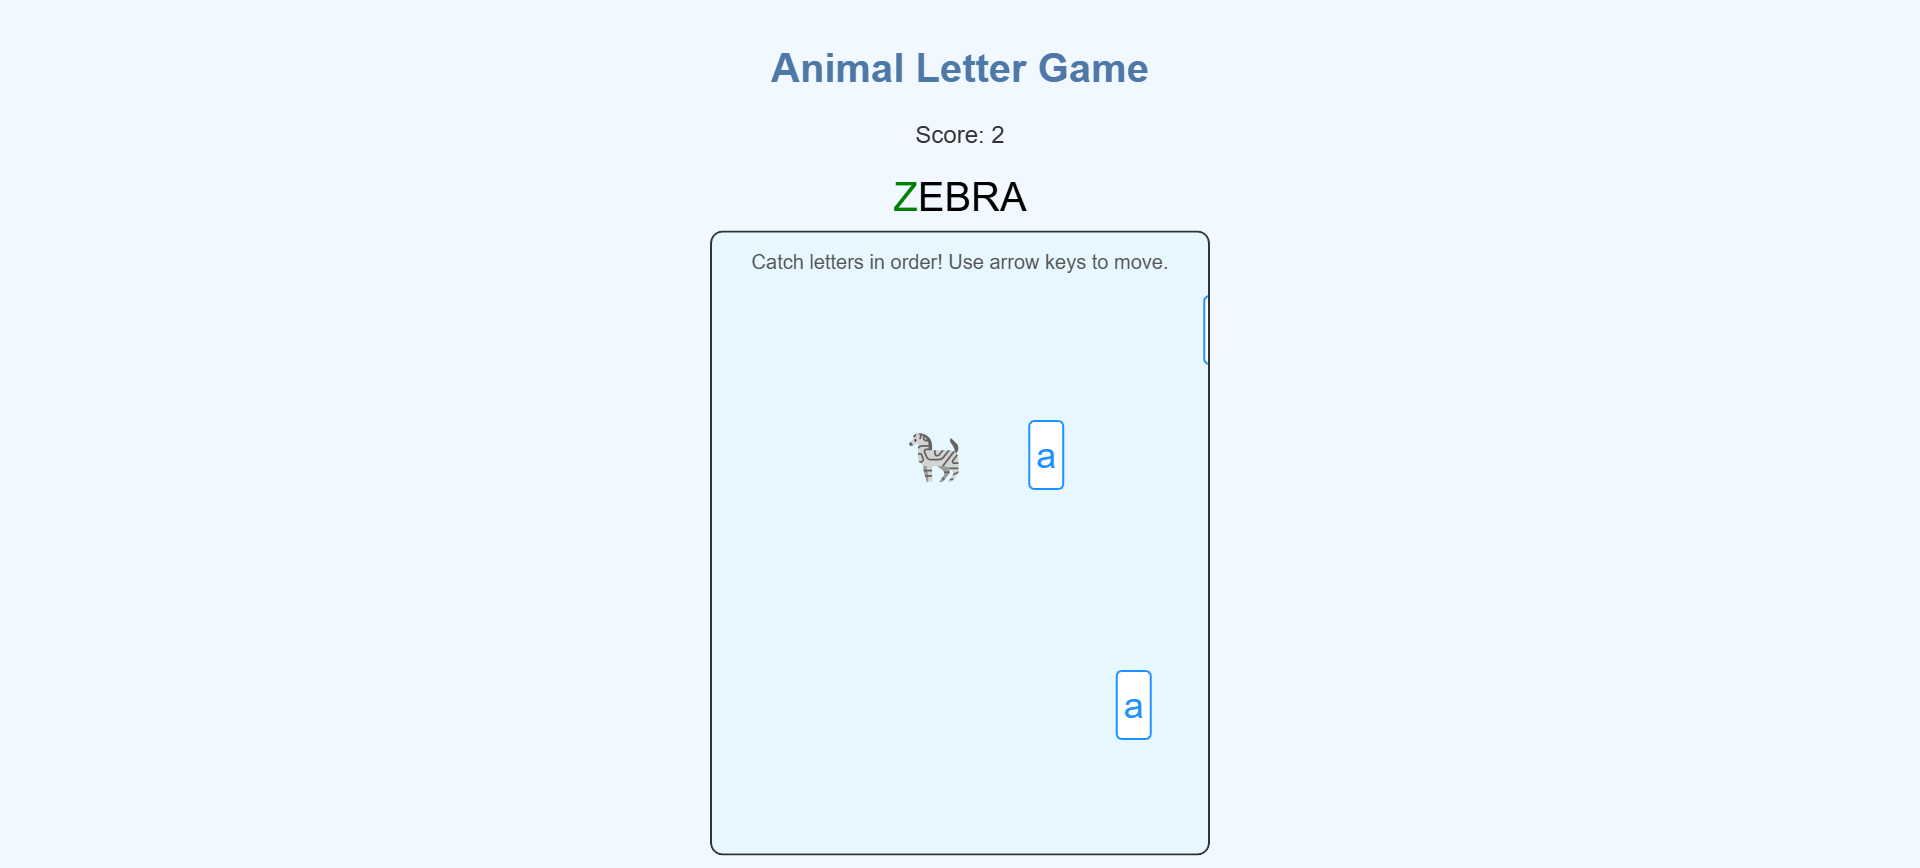 Animal Letter Game
Score: 2
ZEBRA
Catch letters in order! Use arrow keys to move.
a
a